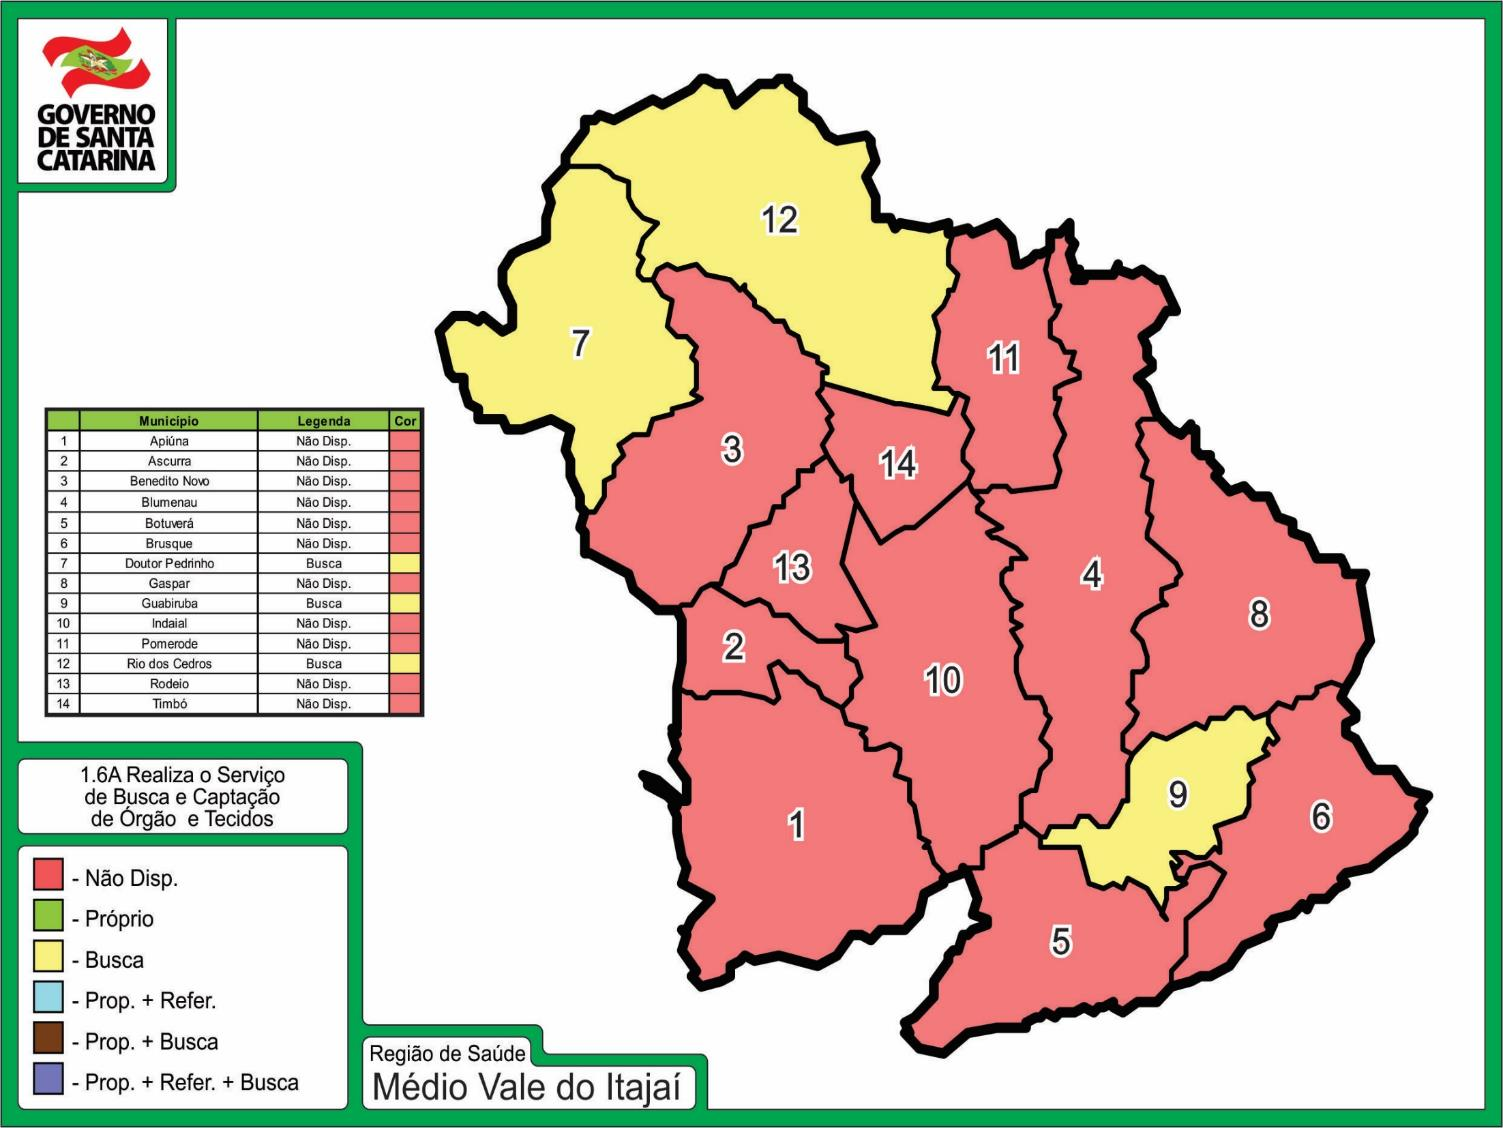 GOVERNO
DE SANTA
CATARINA
Município Legenda Cor
1 Apiúna Não Disp.
2 Ascurra Não Disp.
3 Benedito Novo Não Disp.
4 Blumenau Não Disp.
5 Botuverá Não Disp.
6 Brusque Não Disp.
7 Doutor Pedrinho Busca
8 Gaspar Não Disp.
9 Guabiruba Busca
10 Indaial Não Disp.
11 Pomerode Não Disp.
12 Rio dos Cedros Busca
13 Rodeio Não Disp.
14 Timbó Não Disp.
12
7
11
3
14
13
4
8
2
10
9
1
6
5
1.6A Realiza o Serviço
de Busca e Captação
de Órgão e Tecidos
- Não Disp.
- Próprio
- Busca
- Prop. + Refer.
- Prop. + Busca
- Prop. + Refer. + Busca
Região de Saúde
Médio Vale do Itajaí